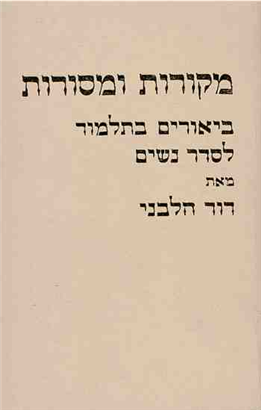 מקורות ומסורות
ביאורים בתלמוד
לסדר נשים
מאת
דוד הלבני